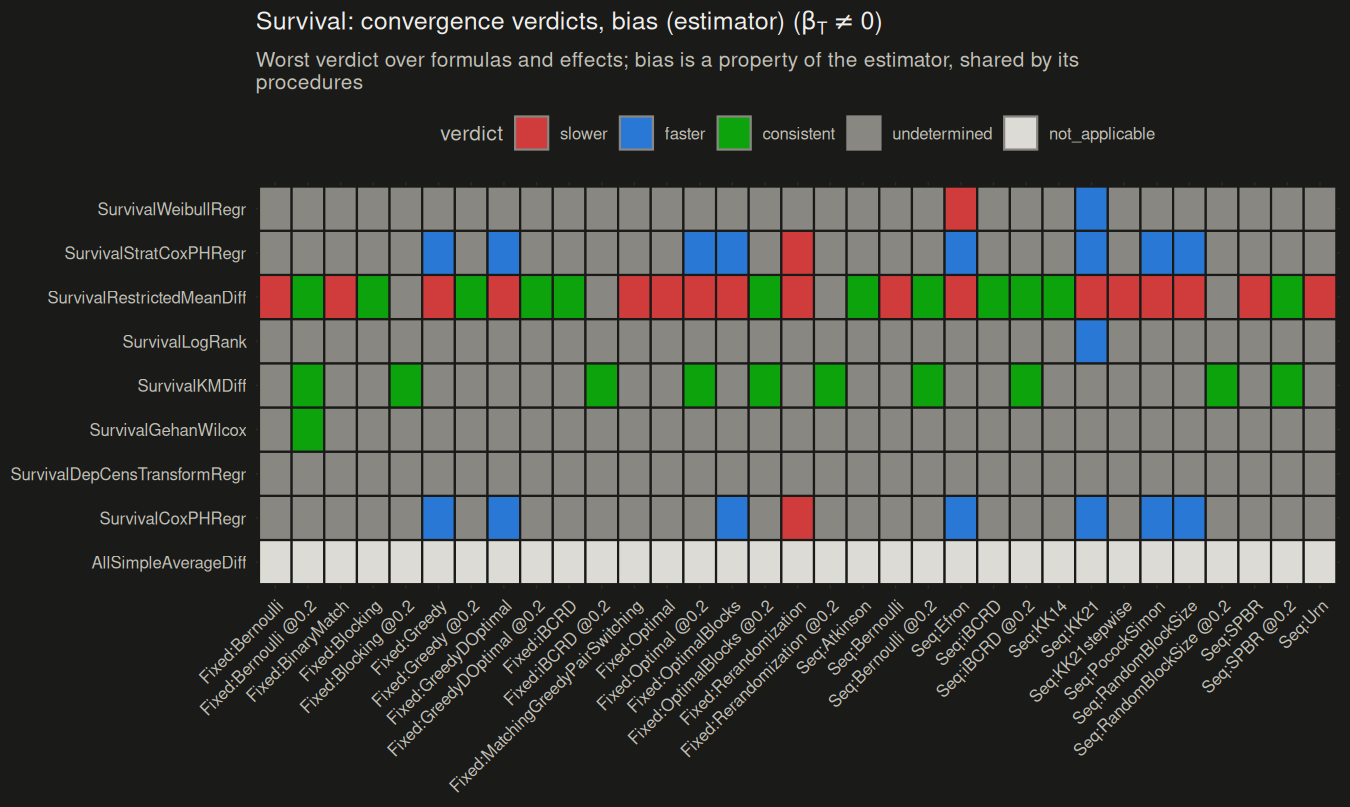 Survival: convergence verdicts, bias (estimator) (βT ≠ 0)
Worst verdict over formulas and effects; bias is a property of the estimator, shared by its
procedures
verdict slower faster consistent undetermined not_applicable
SurvivalWeibullRegr
SurvivalStratCoxPHRegr
SurvivalRestrictedMeanDiff
SurvivalLogRank
SurvivalKMDiff
SurvivalGehanWilcox
SurvivalDepCensTransformRegr
SurvivalCoxPHRegr
AllSimpleAverageDiff
Fixed:Bernoulli
Fixed:Bernoulli @0.2
Fixed:BinaryMatch
Fixed:Blocking
Fixed:Blocking @0.2
Fixed:Greedy
Fixed:Greedy @0.2
Fixed:GreedyDOptimal
Fixed:GreedyDOptimal @0.2
Fixed:iBCRD
Fixed:iBCRD @0.2
Fixed:MatchingGreedyPairSwitching
Fixed:Optimal
Fixed:Optimal @0.2
Fixed:OptimalBlocks
Fixed:OptimalBlocks @0.2
Fixed:Rerandomization
Fixed:Rerandomization @0.2
Seq:Atkinson
Seq:Bernoulli
Seq:Bernoulli @0.2
Seq:Efron
Seq:iBCRD
Seq:iBCRD @0.2
Seq:KK14
Seq:KK21
Seq:KK21stepwise
Seq:PocockSimon
Seq:RandomBlockSize
Seq:RandomBlockSize @0.2
Seq:SPBR
Seq:SPBR @0.2
Seq:Urn